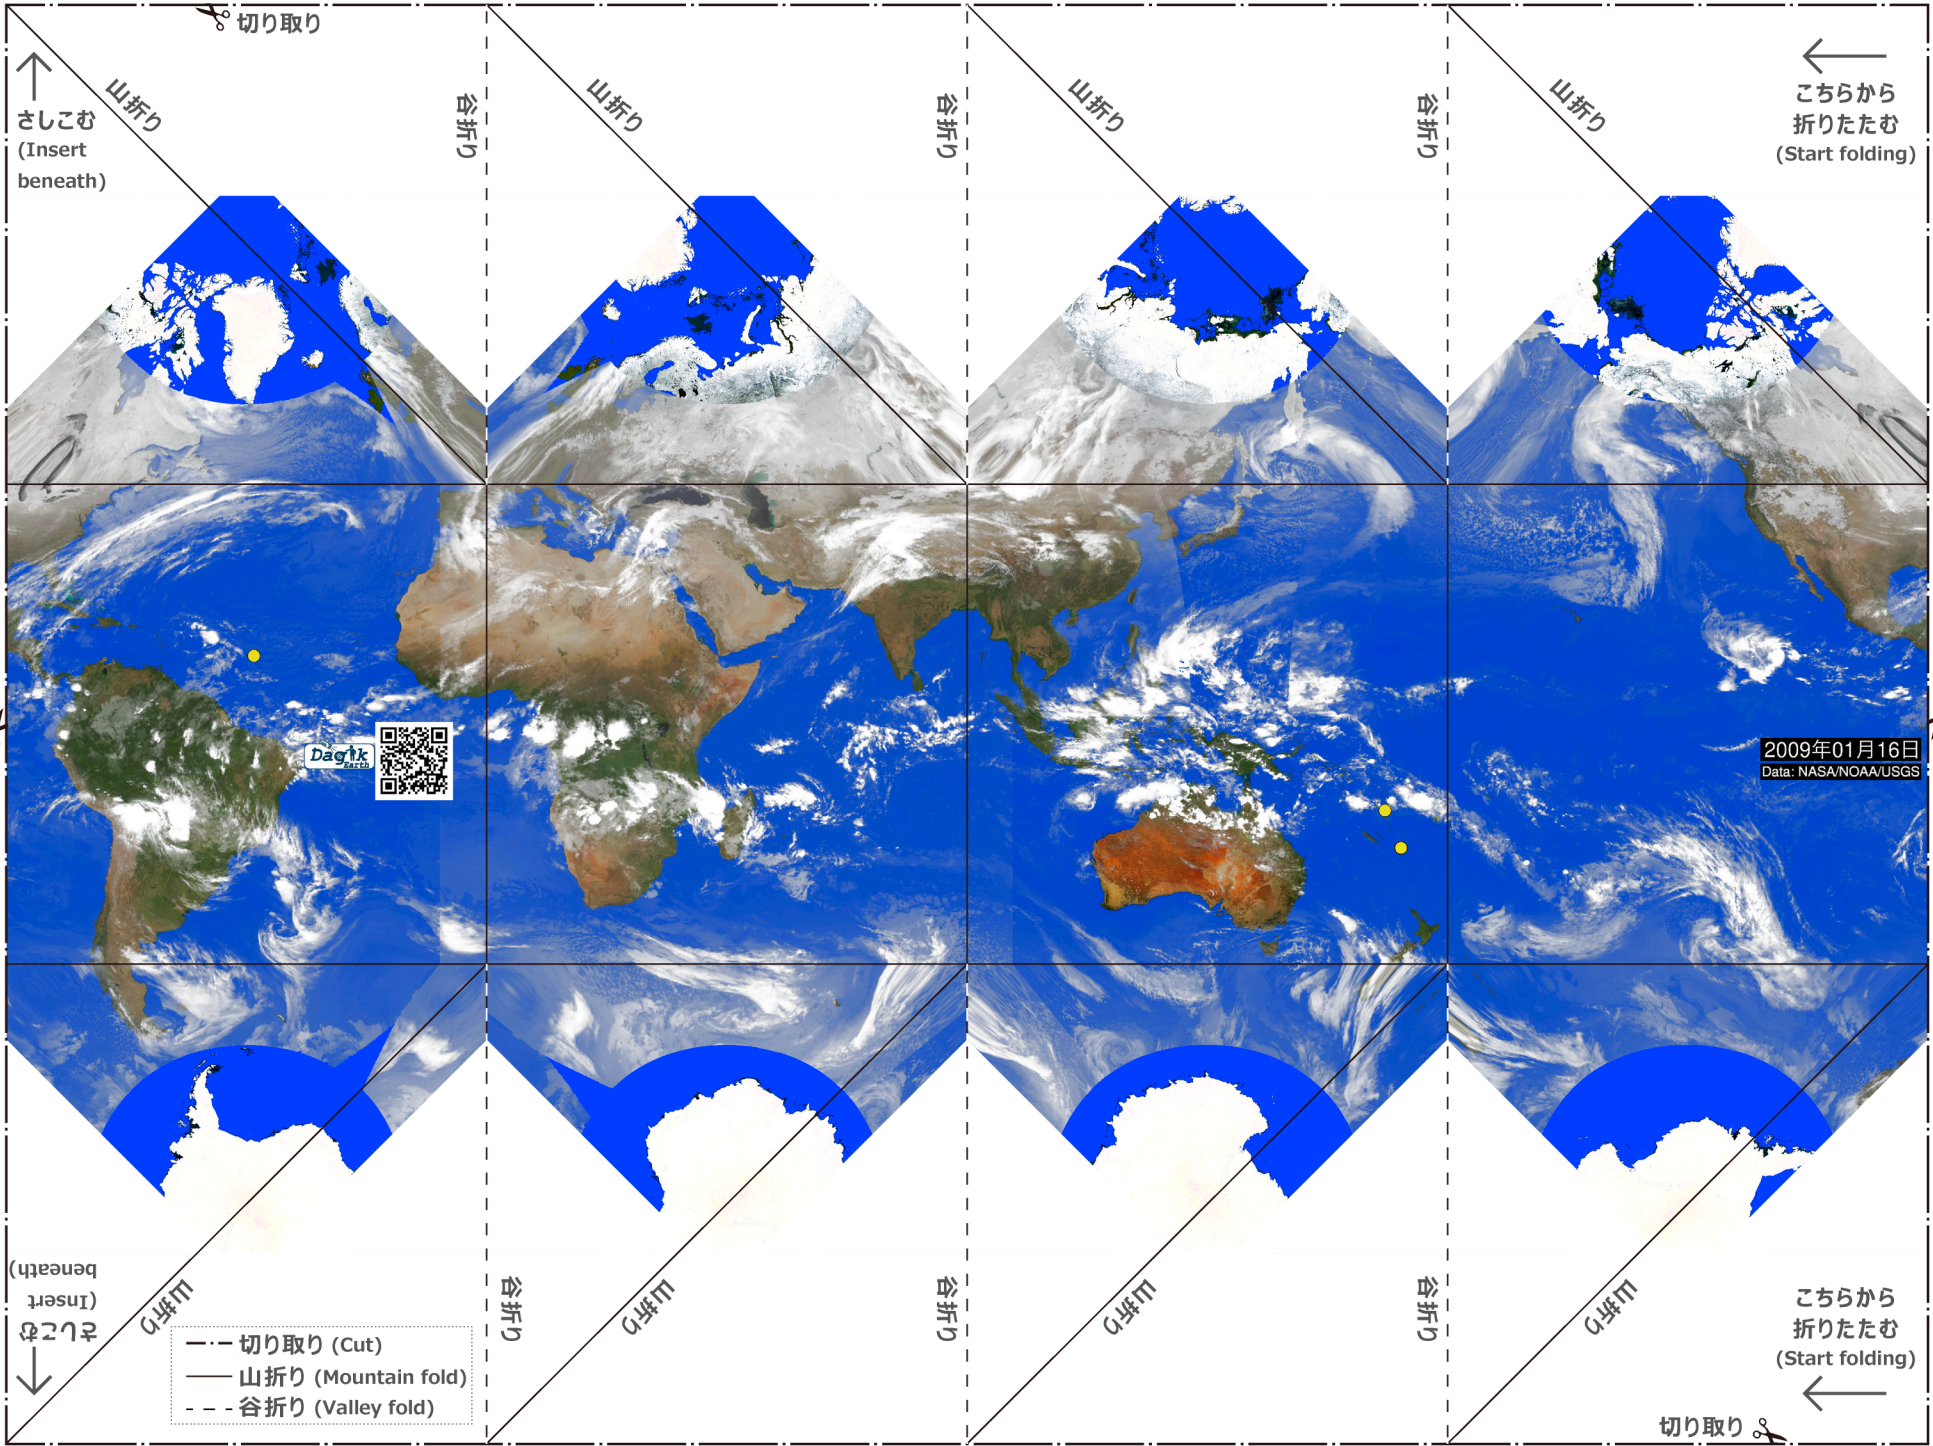 切り取り
山折り
谷折り
山折り
谷折り
山折り
谷折り
山折り
さしこむ
(Insert
beneath)
こちらから
折りたたむ
(Start folding)
Dagik
Earth
2009年01月16日
Data: NASA/NOAA/USGS
さしこむ
(Insert
beneath)
山折り
谷折り
山折り
谷折り
山折り
谷折り
山折り
切り取り (Cut)
山折り (Mountain fold)
谷折り (Valley fold)
こちらから
折りたたむ
(Start folding)
切り取り